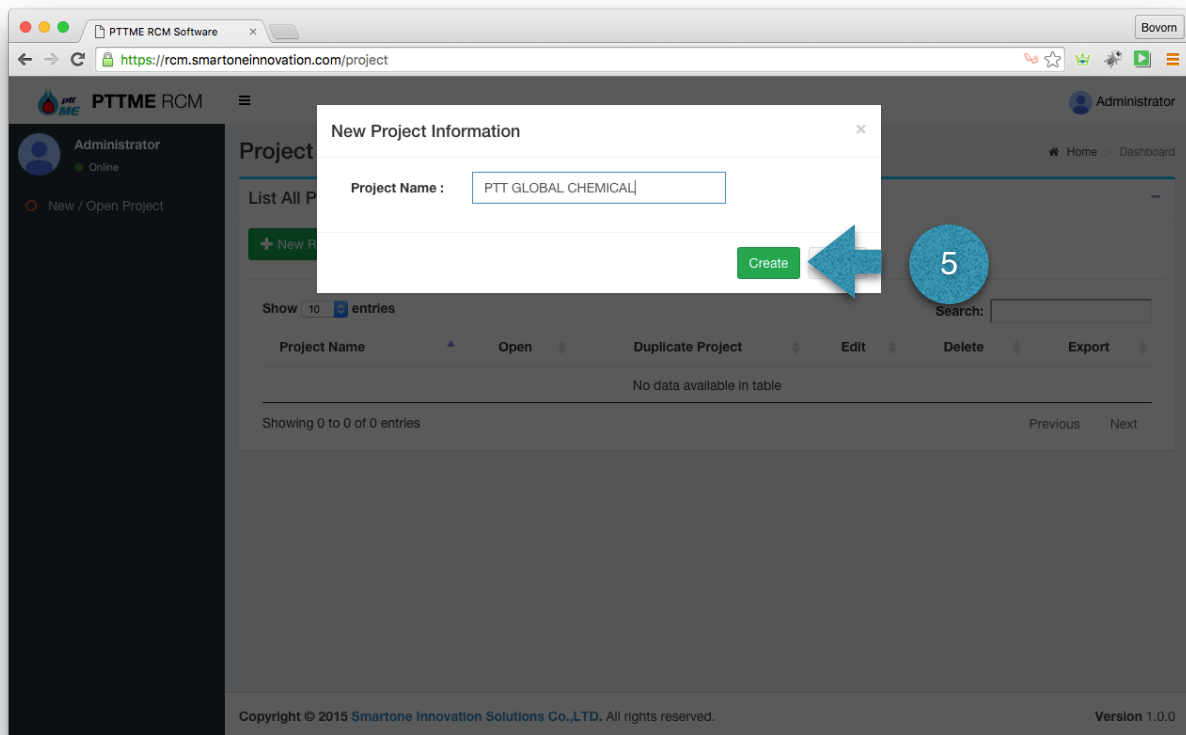 PTTME RCM Software
Bovorn
https://rcm.smartoneinnovation.com/project
ptt ME PTTME RCM
Administrator
Administrator
Online
New / Open Project
Project
Home > Dashboard
List All P
New R
New Project Information
Project Name :
PTT GLOBAL CHEMICAL
Create
5
Show 10 entries
Search:
Project Name Open Duplicate Project Edit Delete Export
No data available in table
Showing 0 to 0 of 0 entries
Previous Next
Copyright © 2015 Smartone Innovation Solutions Co.,LTD. All rights reserved.
Version 1.0.0